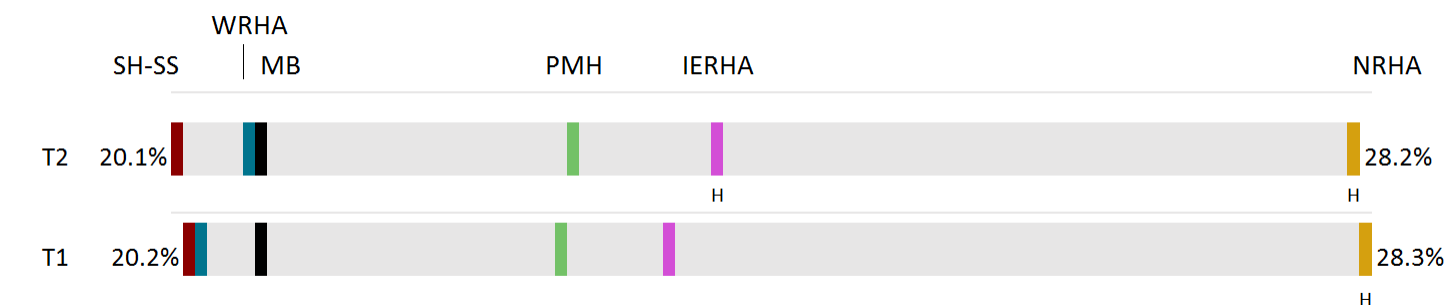 WRHA
SH-SS MB PMH IERHA NRHA
T2 20.1% 28.2%
H H
T1 20.2% 28.3%
H